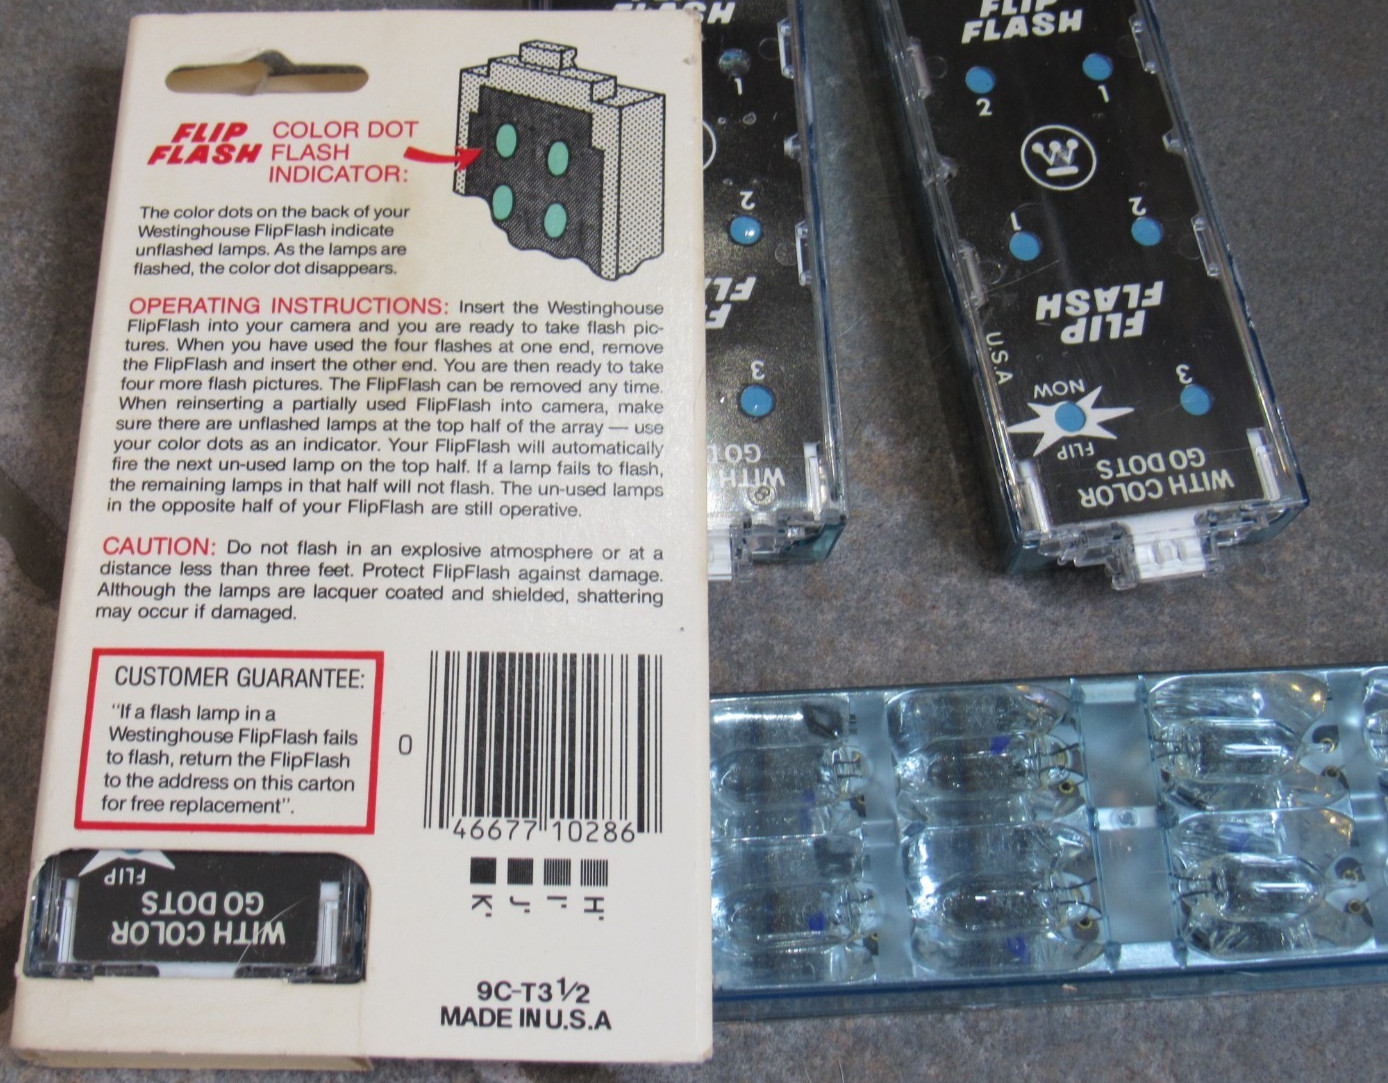 FLIP
FLASH
COLOR DOT
FLASH
INDICATOR:
The color dots on the back of your
Westinghouse FlipFlash indicate
unflashed lamps. As the lamps are
flashed, the color dot disappears.
OPERATING INSTRUCTIONS: Insert the Westinghouse
FlipFlash into your camera and you are ready to take flash pic-
tures. When you have used the four flashes at one end, remove
the FlipFlash and insert the other end. You are then ready to take
four more flash pictures. The FlipFlash can be removed any time.
When reinserting a partially used FlipFlash into camera, make
sure there are unflashed lamps at the top half of the array — use
your color dots as an indicator. Your FlipFlash will automatically
fire the next un-used lamp on the top half. If a lamp fails to flash,
the remaining lamps in that half will not flash. The un-used lamps
in the opposite half of your FlipFlash are still operative.
CAUTION: Do not flash in an explosive atmosphere or at a
distance less than three feet. Protect FlipFlash against damage.
Although the lamps are lacquer coated and shielded, shattering
may occur if damaged.
CUSTOMER GUARANTEE:
"If a flash lamp in a
Westinghouse FlipFlash fails
to flash, return the FlipFlash
to the address on this carton
for free replacement".
0
46677 10286
K' J' I' H'
9C-T3 1/2
MADE IN U.S.A
FLIP
GO DOTS
WITH COLOR
FLASH
1
2
FLASH
3
GO
WITH
FLIP
FLASH
2
1
1
2
FLIP
FLASH
U.S.A
NOW
FLIP
3
WITH COLOR
GO DOTS